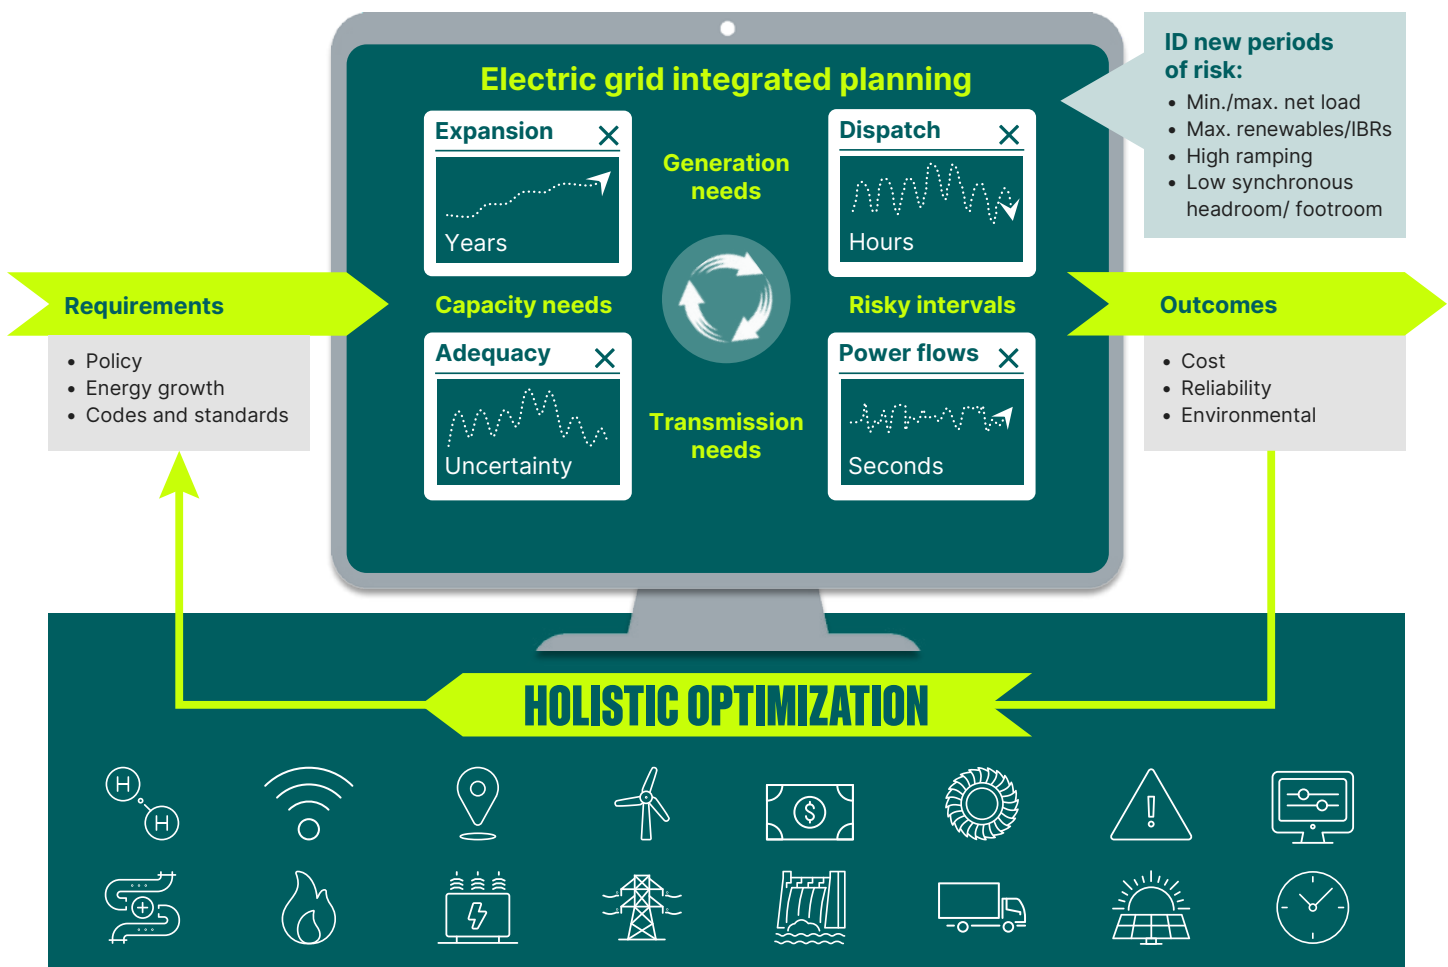 Electric grid integrated planning
Expansion
Years
Generation
needs
Dispatch
Hours
ID new periods
of risk:
• Min./max. net load
• Max. renewables/IBRs
• High ramping
• Low synchronous
headroom/ footroom
Requirements
• Policy
• Energy growth
• Codes and standards
Capacity needs
Risky intervals
Adequacy
Uncertainty
Transmission
needs
Power flows
Seconds
Outcomes
• Cost
• Reliability
• Environmental
HOLISTIC OPTIMIZATION
H
H
$
!